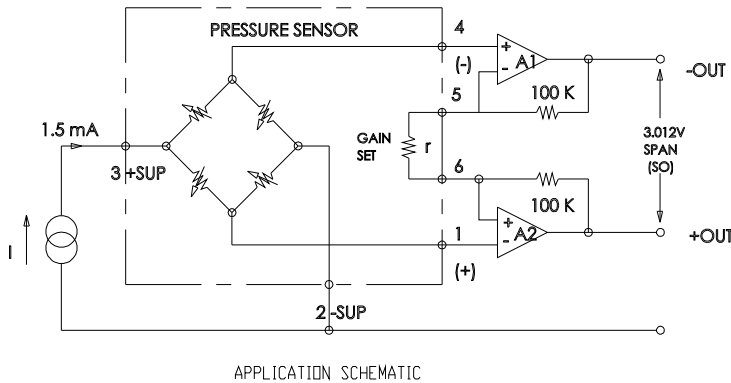 PRESSURE SENSOR
4
+
-
A1
(-)
-OUT
100 K
5
1.5 mA
GAIN
SET
r
3.012V
SPAN
(SO)
3 +SUP
6
100 K
+
-
A2
1
+OUT
(+)
I
2 -SUP
APPLICATION SCHEMATIC